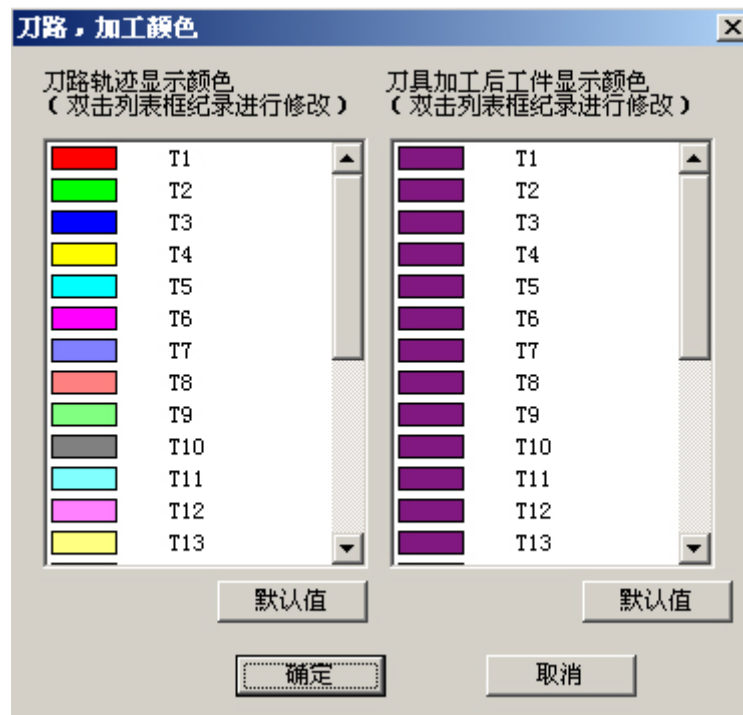 刀路，加工颜色
刀路轨迹显示颜色
（双击列表框纪录进行修改）
T1
T2
T3
T4
T5
T6
T7
T8
T9
T10
T11
T12
T13
默认值
刀具加工后工件显示颜色
（双击列表框纪录进行修改）
T1
T2
T3
T4
T5
T6
T7
T8
T9
T10
T11
T12
T13
默认值
确定
取消